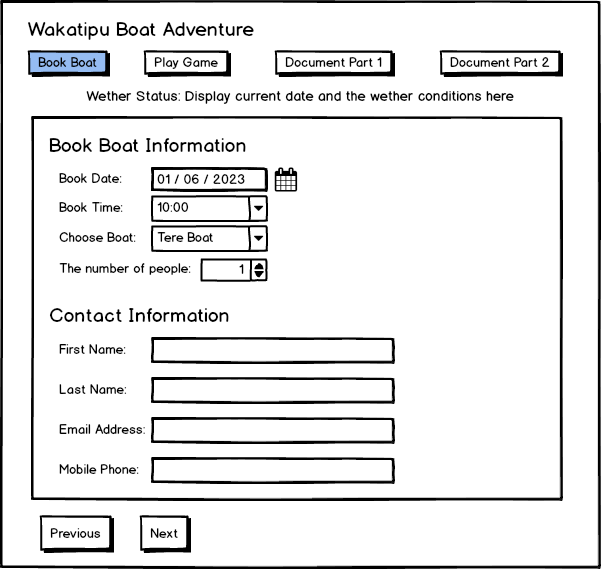 Wakatipu Boat Adventure
Book Boat Play Game Document Part 1 Document Part 2
Wether Status: Display current date and the wether conditions here
Book Boat Information
Book Date: 01 / 06 / 2023
Book Time: 10:00
Choose Boat: Tere Boat
The number of people: 1
Contact Information
First Name:
Last Name:
Email Address:
Mobile Phone:
Previous Next